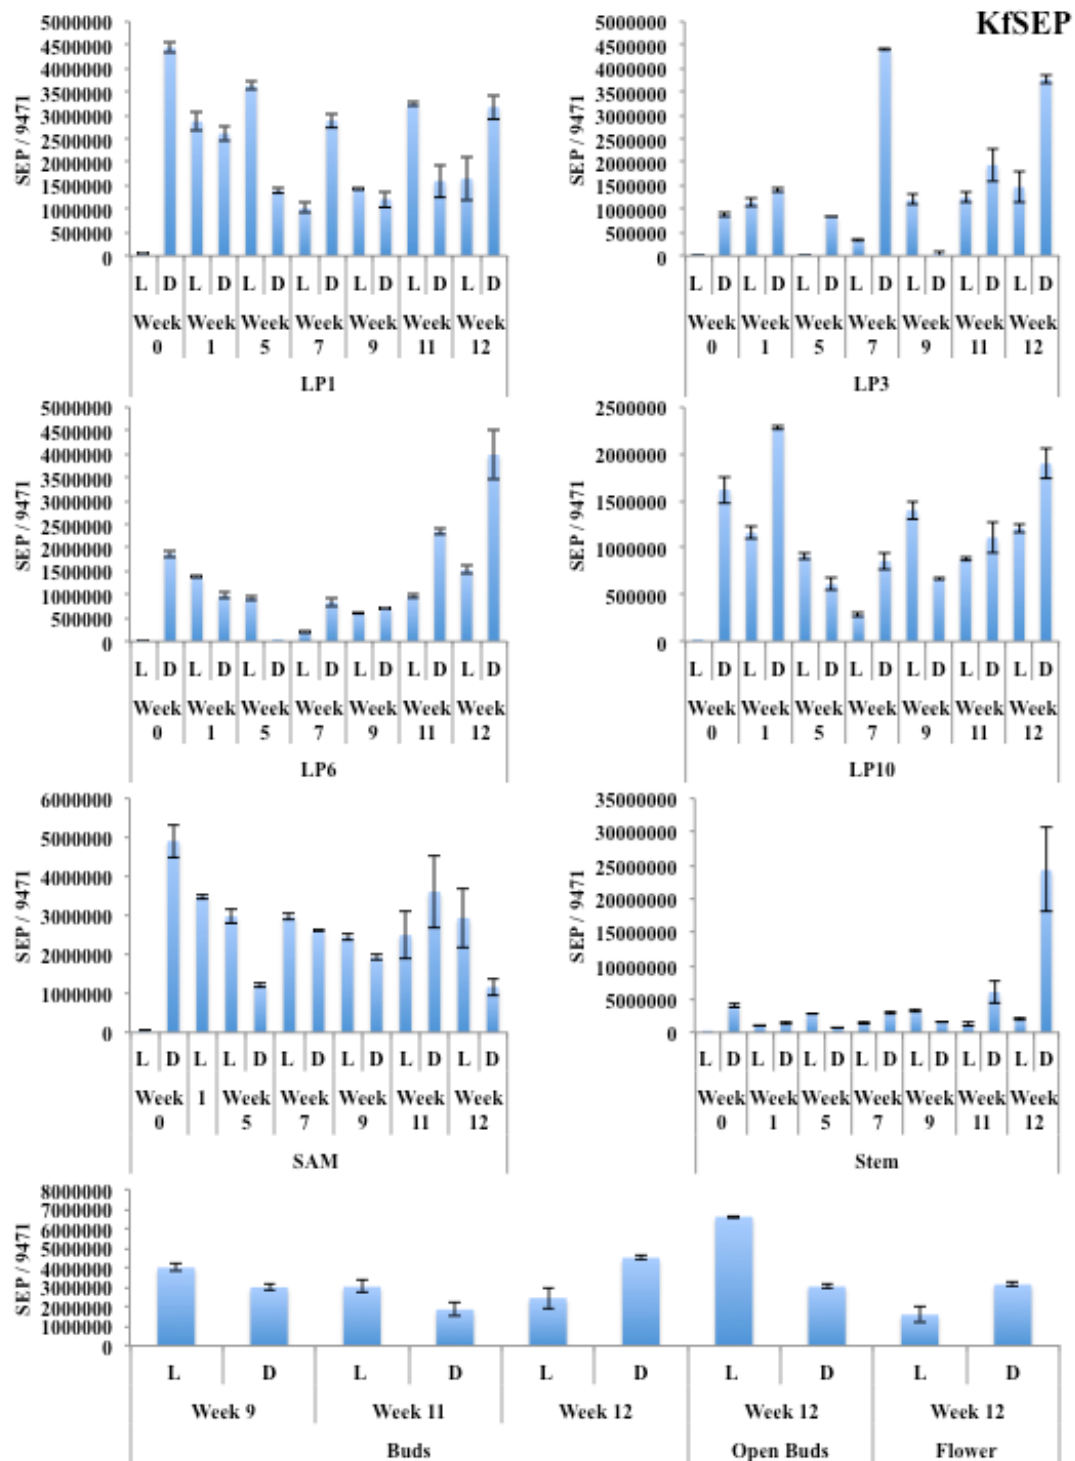 KfSEP
5000000
4500000
4000000
3500000
3000000
2500000
2000000
1500000
1000000
500000
0
SEP / 9471
L D L D L D L D L D L D L D
Week Week Week Week Week Week Week
0 1 5 7 9 11 12
LP1
5000000
4500000
4000000
3500000
3000000
2500000
2000000
1500000
1000000
500000
0
SEP / 9471
L D L D L D L D L D L D L D
Week Week Week Week Week Week Week
0 1 5 7 9 11 12
LP3
5000000
4500000
4000000
3500000
3000000
2500000
2000000
1500000
1000000
500000
0
SEP / 9471
L D L D L D L D L D L D L D
Week Week Week Week Week Week Week
0 1 5 7 9 11 12
LP6
2500000
2000000
1500000
1000000
500000
0
SEP / 9471
L D L D L D L D L D L D L D
Week Week Week Week Week Week Week
0 1 5 7 9 11 12
LP10
6000000
5000000
4000000
3000000
2000000
1000000
0
SEP / 9471
L D L L D L D L D L D L D
Week 1 Week Week Week Week Week
0 5 7 9 11 12
SAM
35000000
30000000
25000000
20000000
15000000
10000000
5000000
0
SEP / 9471
L D L D L D L D L D L D L D
Week Week Week Week Week Week Week
0 1 5 7 9 11 12
Stem
8000000
7000000
6000000
5000000
4000000
3000000
2000000
1000000
0
SEP / 9471
L D L D L D L D L D
Week 9 Week 11 Week 12 Week 12 Week 12
Buds Open Buds Flower